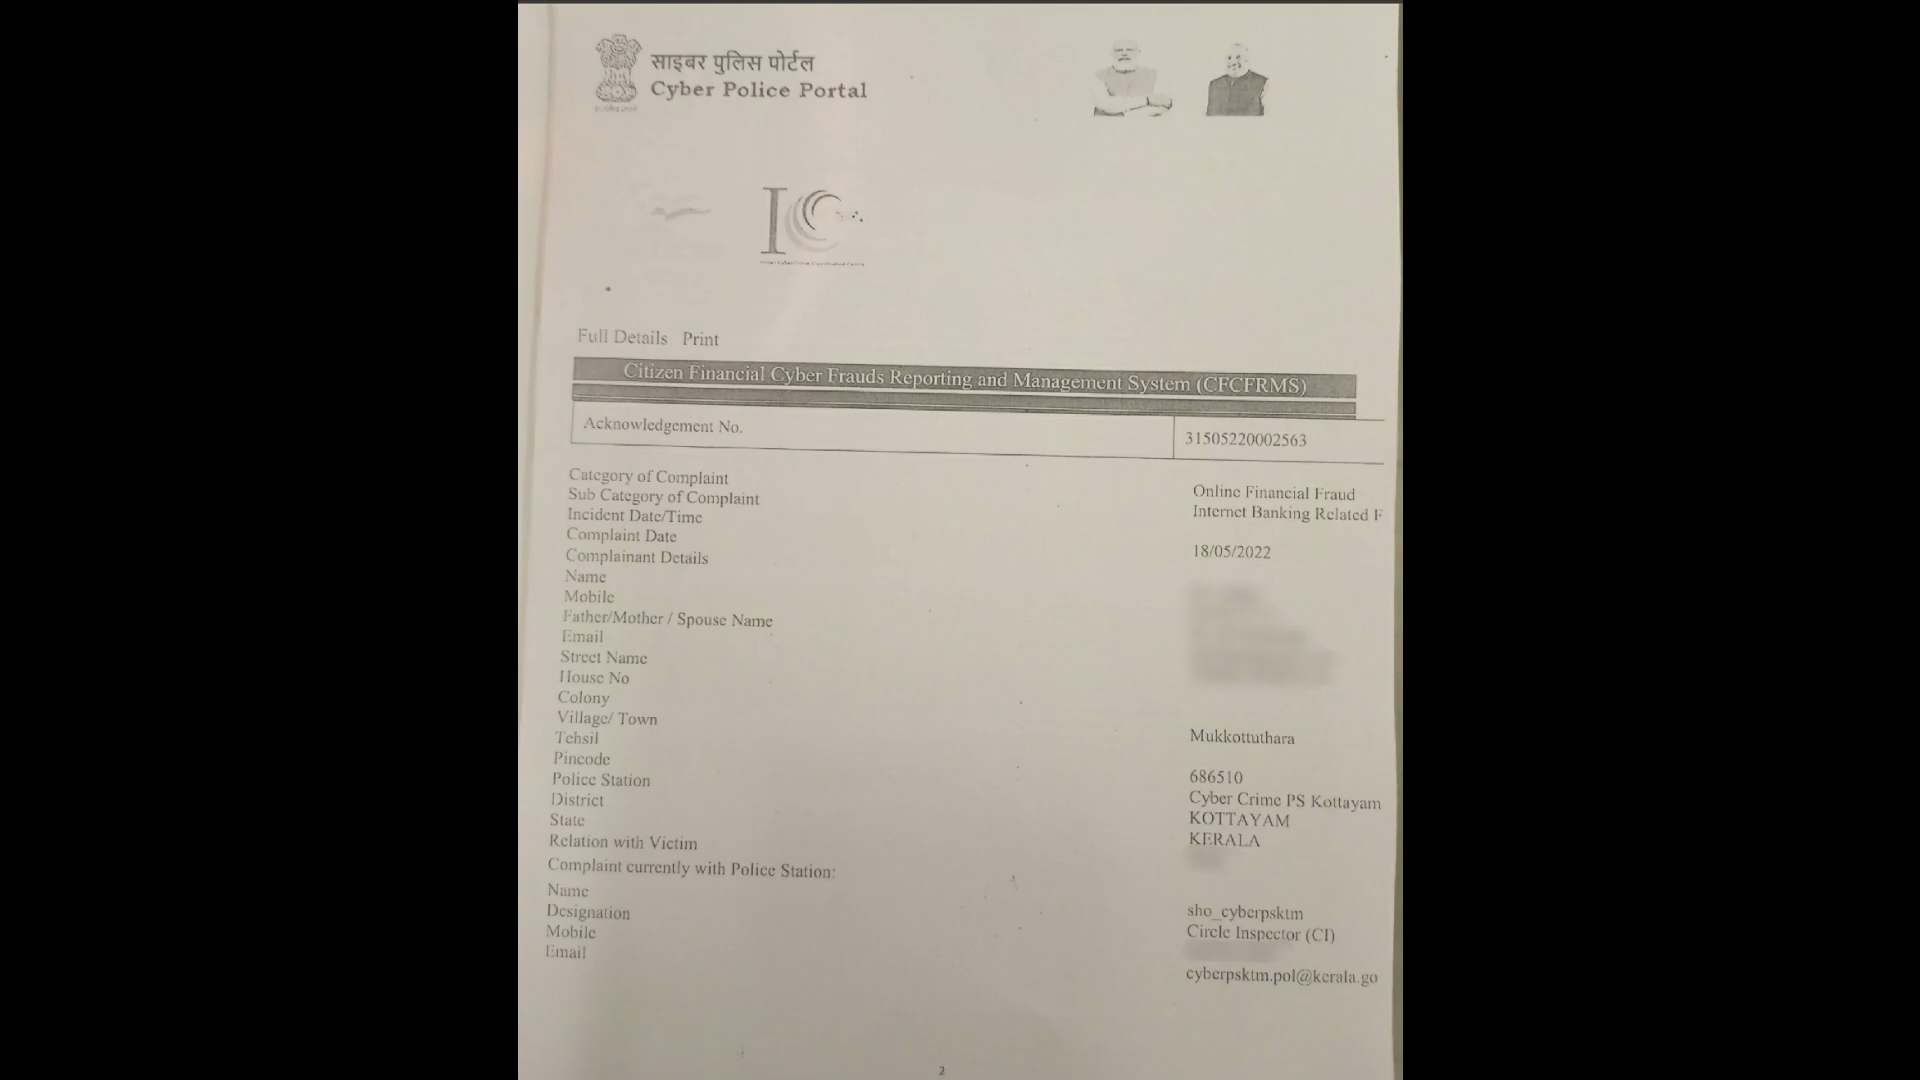 साइबर पुलिस पोर्टल
Cyber Police Portal
Full Details Print
Citizen Financial Cyber Frauds Reporting and Management System (CFCFRMS)
Acknowledgement No. 31505220002563
Category of Complaint Online Financial Fraud
Sub Category of Complaint Internet Banking Related F
Incident Date/Time
Complaint Date 18/05/2022
Complainant Details
Name
Mobile
Father/Mother / Spouse Name
Email
Street Name
House No
Colony
Village/ Town
Tehsil Mukkottuthara
Pincode 686510
Police Station Cyber Crime PS Kottayam
District KOTTAYAM
State KERALA
Relation with Victim
Complaint currently with Police Station:
Name sho_cyberpsktm
Designation Circle Inspector (CI)
Mobile
Email cyberpsktm.pol@kerala.go
2